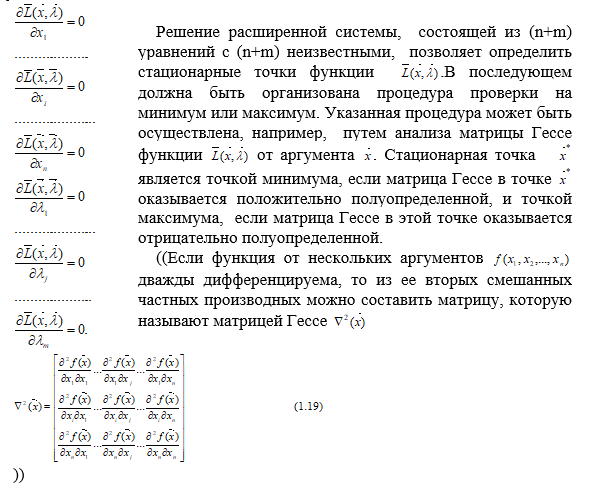 ∂L̅(x̄,λ̄)/∂x₁ = 0
.......................
∂L̅(x̄,λ̄)/∂xᵢ = 0
.......................
∂L̅(x̄,λ̄)/∂xₙ = 0
∂L̅(x̄,λ̄)/∂λ₁ = 0
.......................
∂L̅(x̄,λ̄)/∂λⱼ = 0
.......................
∂L̅(x̄,λ̄)/∂λₘ = 0.
Решение расширенной системы, состоящей из (n+m)
уравнений с (n+m) неизвестными, позволяет определить
стационарные точки функции L̅(x̄,λ̄).В последующем
должна быть организована процедура проверки на
минимум или максимум. Указанная процедура может быть
осуществлена, например, путем анализа матрицы Гессе
функции L̅(x̄,λ̄) от аргумента x̄. Стационарная точка x̄*
является точкой минимума, если матрица Гессе в точке x̄*
оказывается положительно полуопределенной, и точкой
максимума, если матрица Гессе в этой точке оказывается
отрицательно полуопределенной.
((Если функция от нескольких аргументов f(x₁,x₂,...,xₙ)
дважды дифференцируема, то из ее вторых смешанных
частных производных можно составить матрицу, которую
называют матрицей Гессе ∇²(x̄)
∇²(x̄) = [∂²f(x̄)/∂x₁∂x₁ ... ∂²f(x̄)/∂x₁∂xⱼ ... ∂²f(x̄)/∂x₁∂xₙ
∂²f(x̄)/∂xᵢ∂x₁ ... ∂²f(x̄)/∂xᵢ∂xⱼ ... ∂²f(x̄)/∂xᵢ∂xₙ
∂²f(x̄)/∂xₙ∂x₁ ... ∂²f(x̄)/∂xₙ∂xⱼ ... ∂²f(x̄)/∂xₙ∂xₙ] (1.19)
))